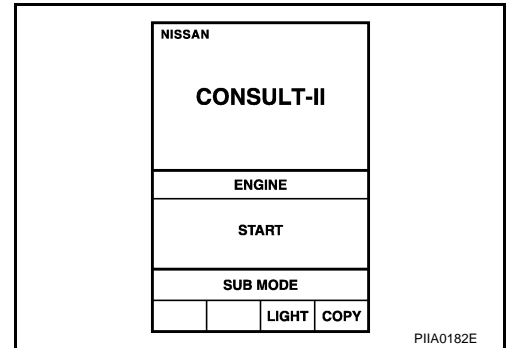 NISSAN
CONSULT-II
ENGINE
START
SUB MODE
LIGHT COPY
PIIA0182E